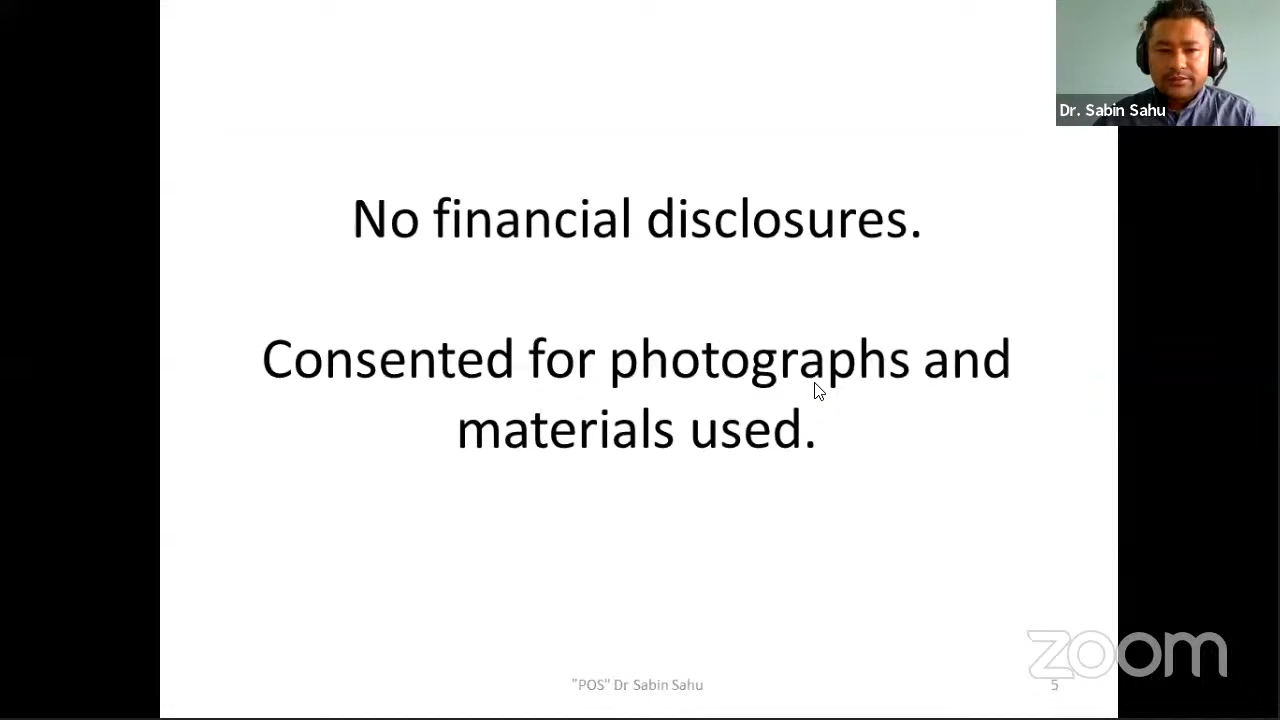 Dr. Sabin Sahu
No financial disclosures.
Consented for photographs and
materials used.
zoom
"POS" Dr Sabin Sahu
5